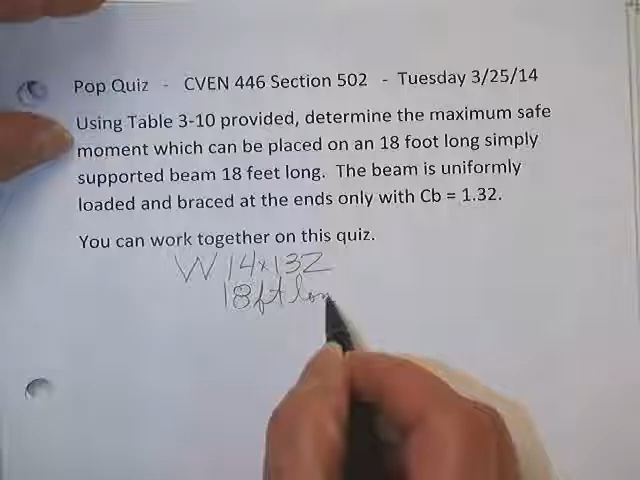 Pop Quiz - CVEN 446 Section 502 - Tuesday 3/25/14
Using Table 3-10 provided, determine the maximum safe
moment which can be placed on an 18 foot long simply
supported beam 18 feet long. The beam is uniformly
loaded and braced at the ends only with Cb = 1.32.
You can work together on this quiz.
W 14x132
18ft lon